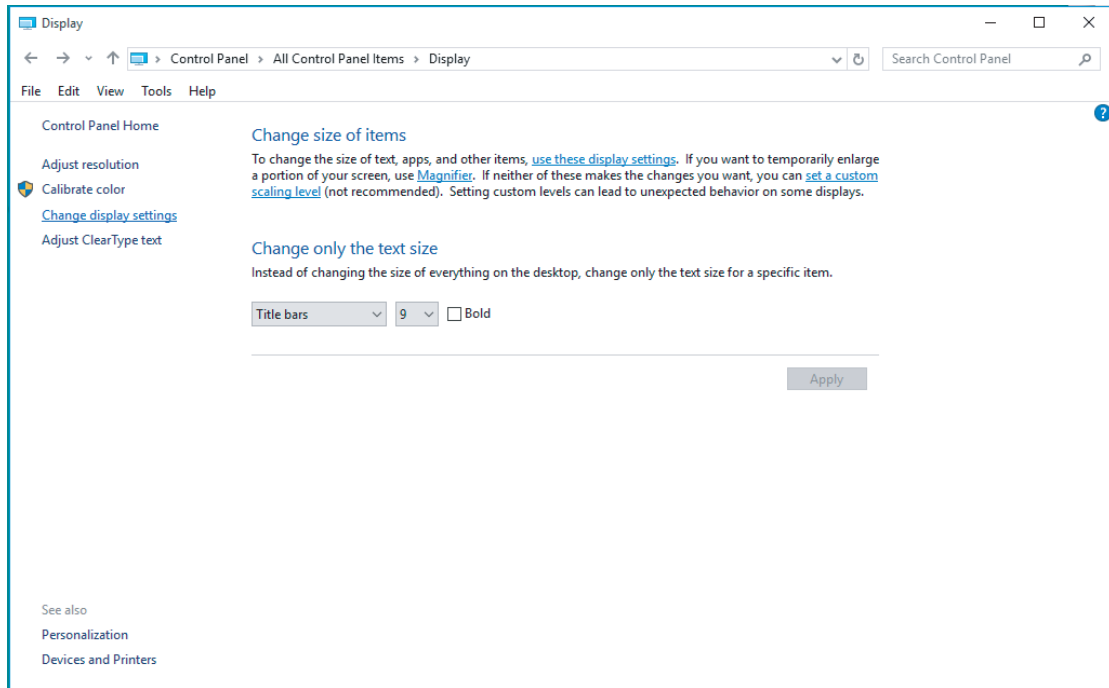 Display
Control Panel > All Control Panel Items > Display
Search Control Panel
File Edit View Tools Help
?
Control Panel Home
Adjust resolution
Calibrate color
Change display settings
Adjust ClearType text
Change size of items
To change the size of text, apps, and other items, use these display settings. If you want to temporarily enlarge
a portion of your screen, use Magnifier. If neither of these makes the changes you want, you can set a custom
scaling level (not recommended). Setting custom levels can lead to unexpected behavior on some displays.
Change only the text size
Instead of changing the size of everything on the desktop, change only the text size for a specific item.
Title bars 9 Bold
Apply
See also
Personalization
Devices and Printers